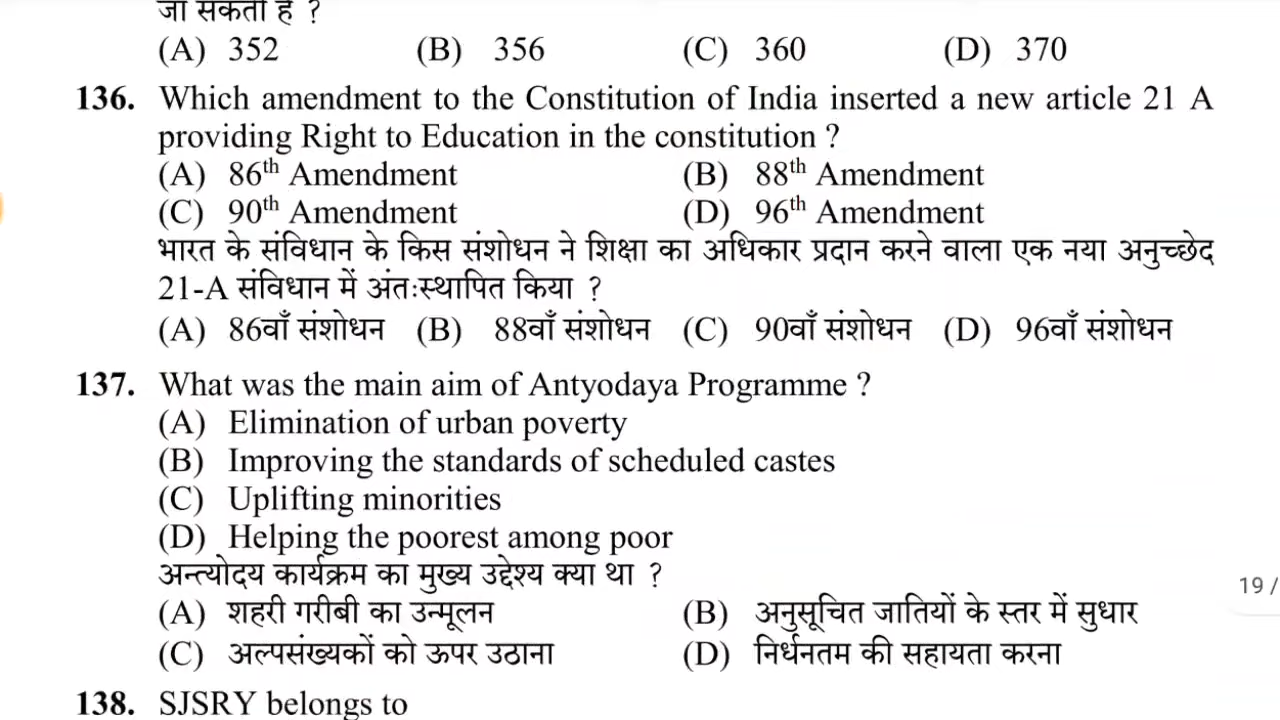 जा सकता है ?
(A) 352 (B) 356 (C) 360 (D) 370
136. Which amendment to the Constitution of India inserted a new article 21 A
providing Right to Education in the constitution ?
(A) 86th Amendment (B) 88th Amendment
(C) 90th Amendment (D) 96th Amendment
भारत के संविधान के किस संशोधन ने शिक्षा का अधिकार प्रदान करने वाला एक नया अनुच्छेद
21-A संविधान में अंतःस्थापित किया ?
(A) 86वाँ संशोधन (B) 88वाँ संशोधन (C) 90वाँ संशोधन (D) 96वाँ संशोधन
137. What was the main aim of Antyodaya Programme ?
(A) Elimination of urban poverty
(B) Improving the standards of scheduled castes
(C) Uplifting minorities
(D) Helping the poorest among poor
अन्त्योदय कार्यक्रम का मुख्य उद्देश्य क्या था ?
(A) शहरी गरीबी का उन्मूलन (B) अनुसूचित जातियों के स्तर में सुधार
(C) अल्पसंख्यकों को ऊपर उठाना (D) निर्धनतम की सहायता करना
19 /
138. SJSRY belongs to